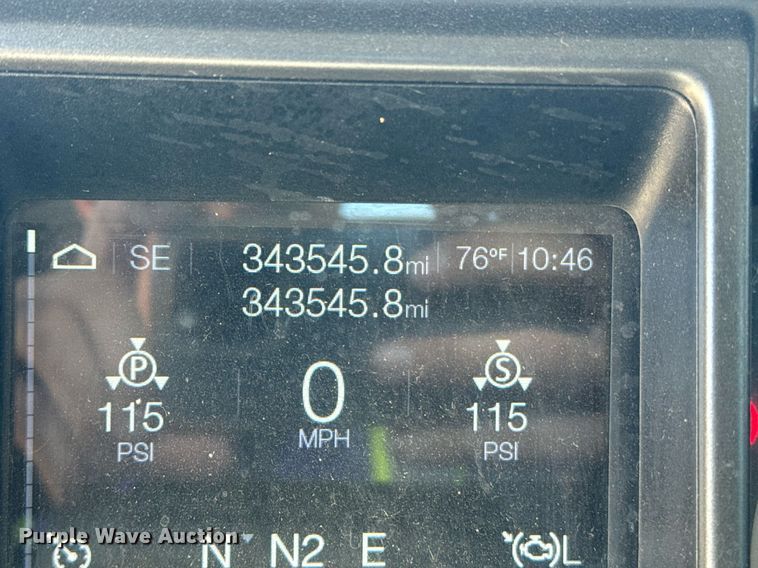 SE 343545.8mi 76°F 10:46
343545.8mi
P 0 S
115 MPH 115
PSI PSI
Purple Wave Auction
N N2 E L